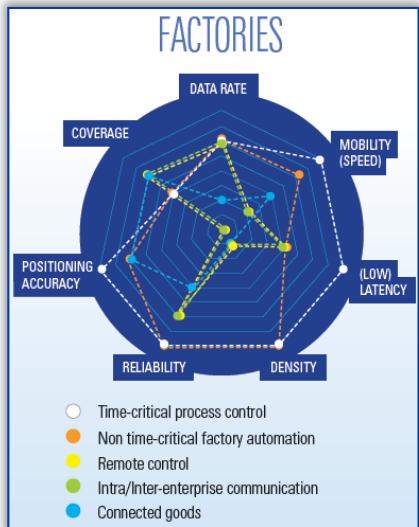 FACTORIES
DATA RATE
COVERAGE
MOBILITY
(SPEED)
POSITIONING
ACCURACY
(LOW)
LATENCY
RELIABILITY
DENSITY
Time-critical process control
Non time-critical factory automation
Remote control
Intra/Inter-enterprise communication
Connected goods